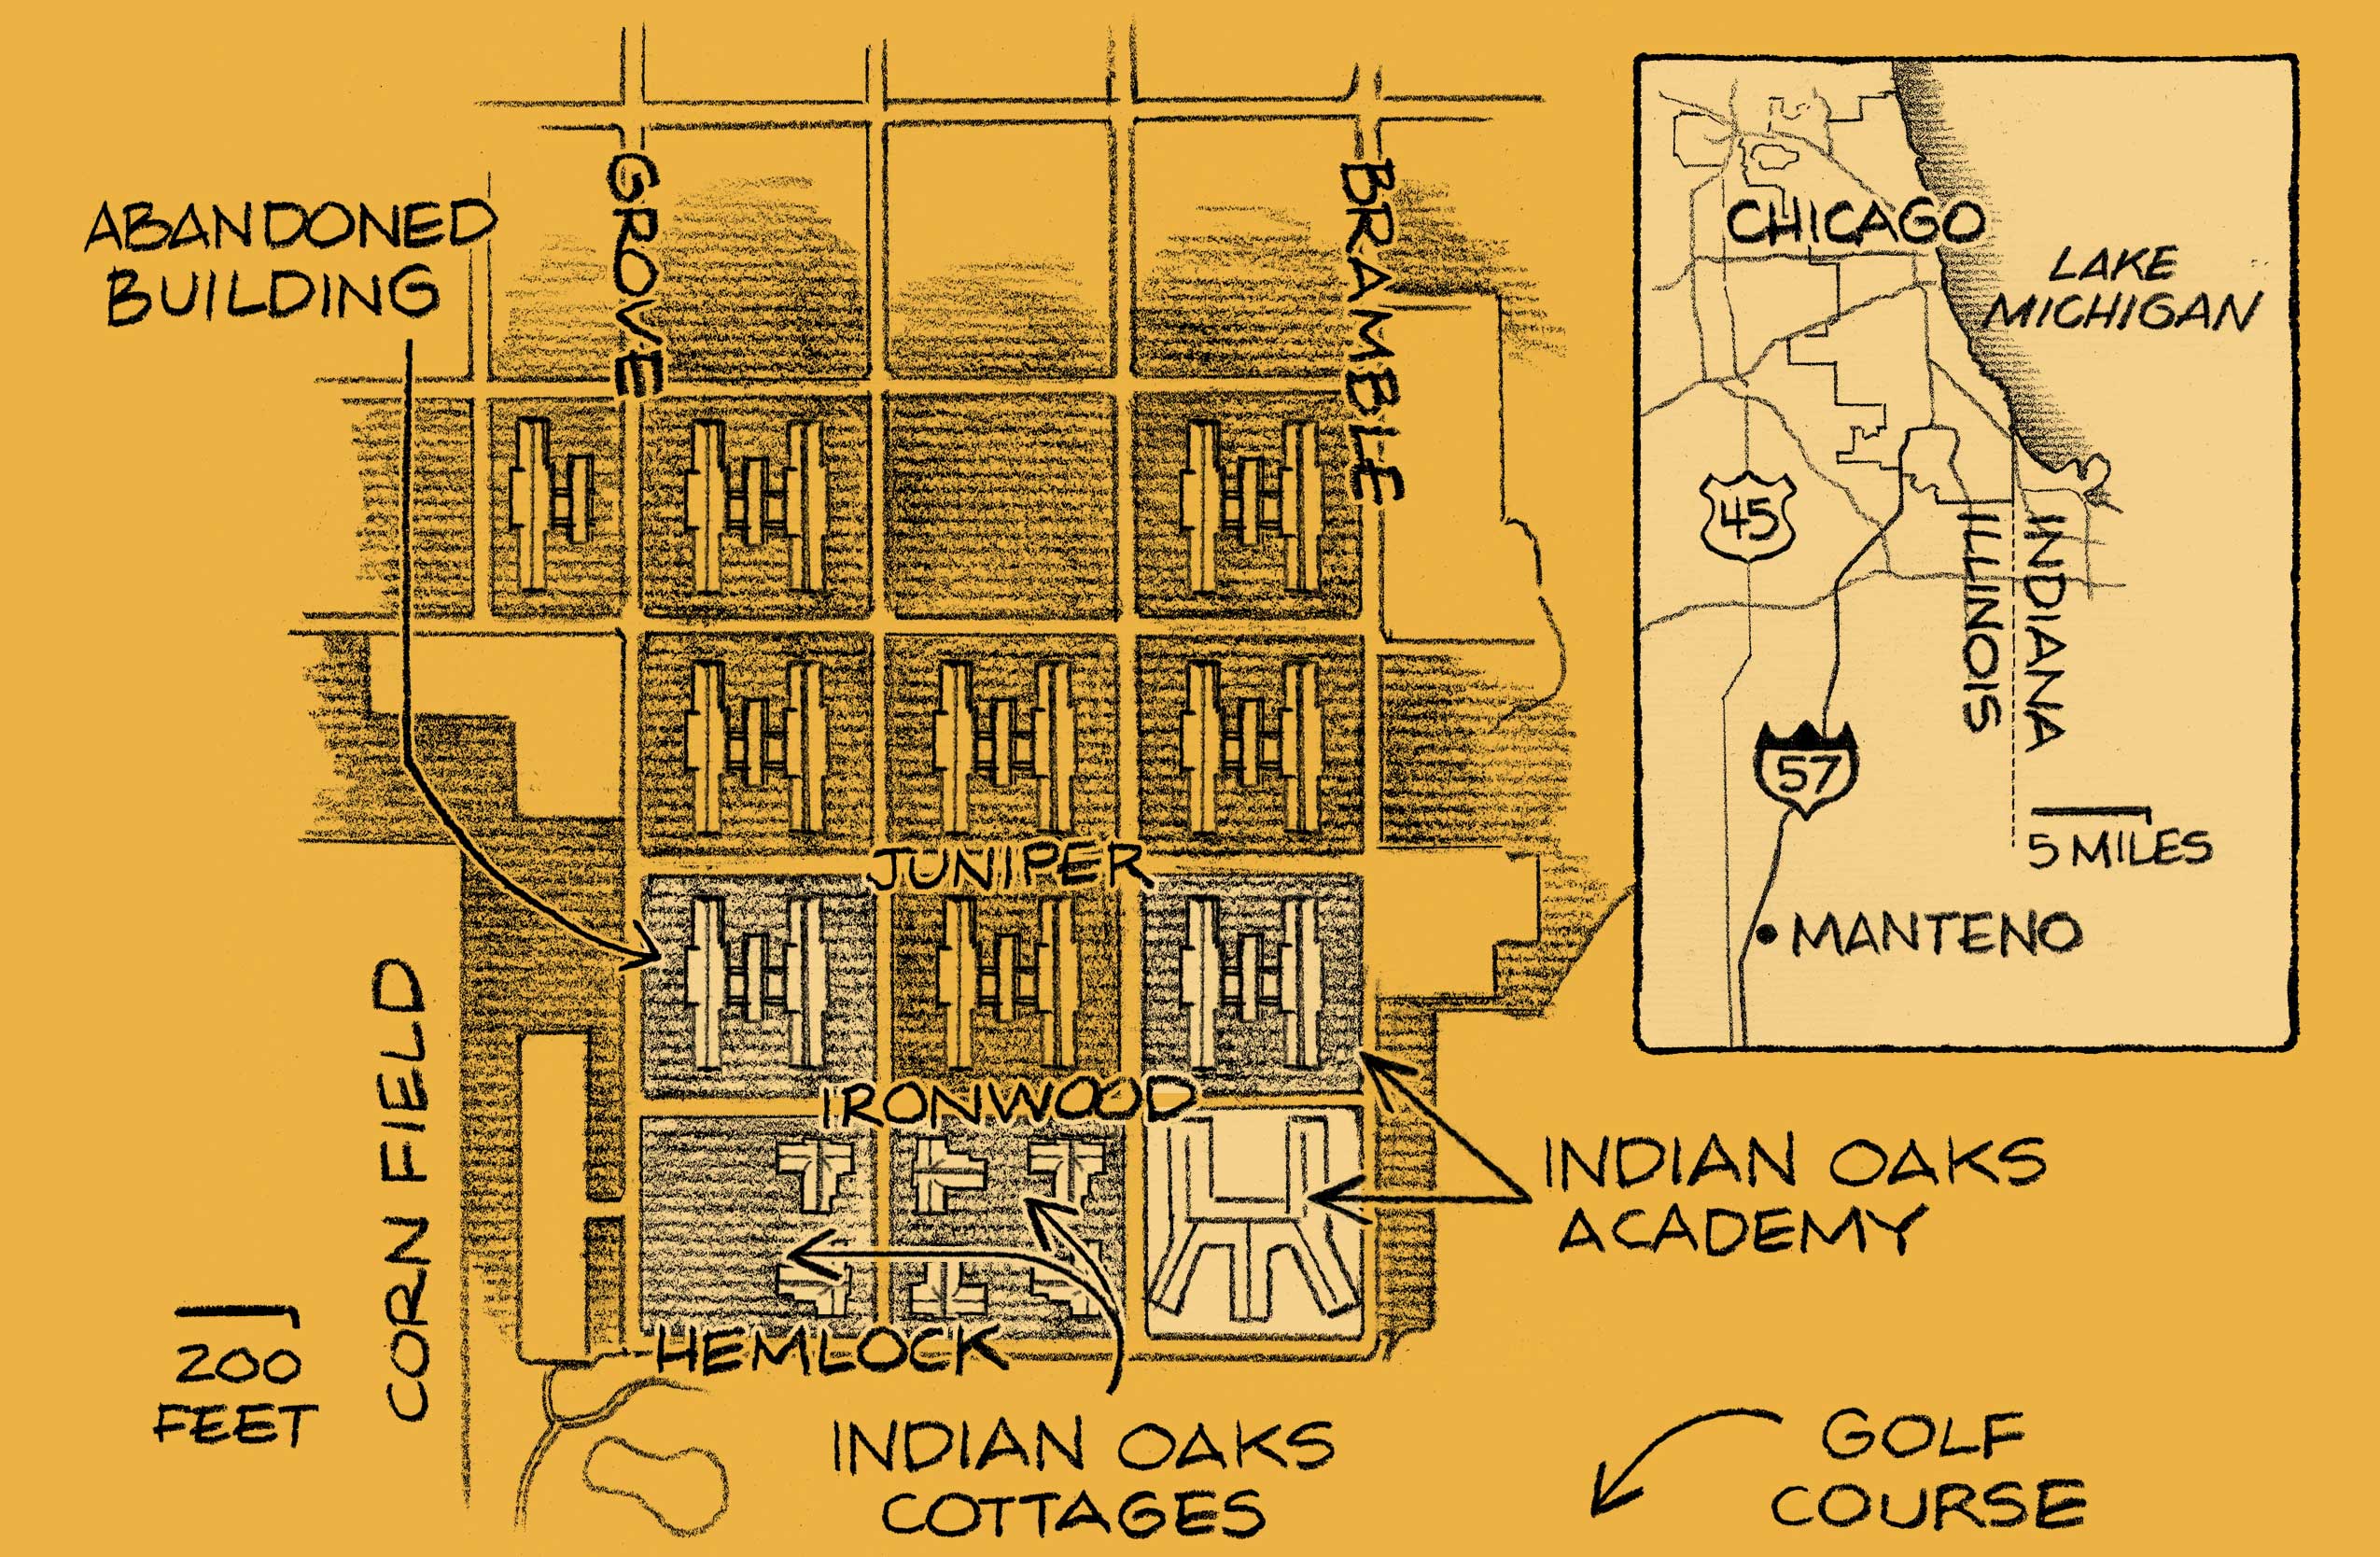 GROVE
BRAMBLE
ABANDONED
BUILDING
JUNIPER
IRONWOOD
HEMLOCK
CORN FIELD
200
FEET
INDIAN OAKS
COTTAGES
INDIAN OAKS
ACADEMY
GOLF
COURSE
CHICAGO
LAKE
MICHIGAN
45
ILLINOIS
INDIANA
57
5 MILES
MANTENO